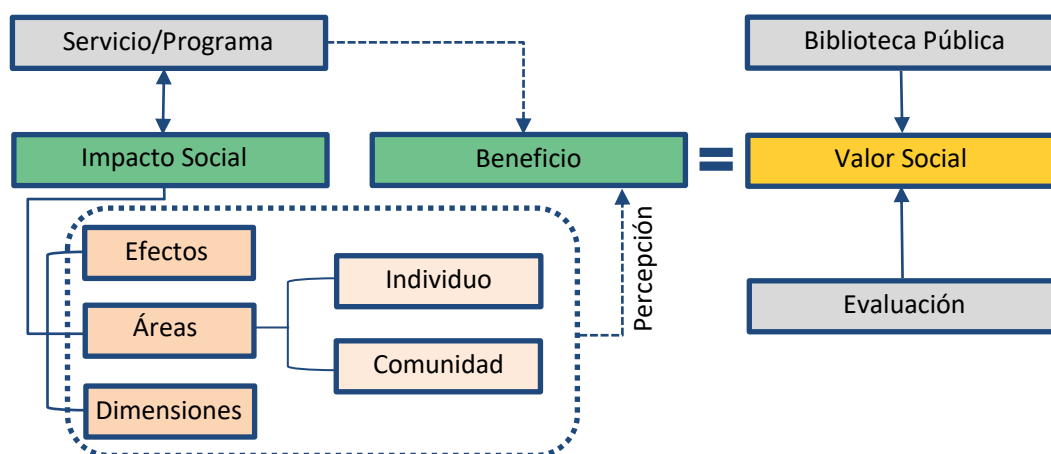 Servicio/Programa
Biblioteca Pública
Impacto Social
Beneficio
=
Valor Social
Percepción
Efectos
Individuo
Áreas
Evaluación
Comunidad
Dimensiones